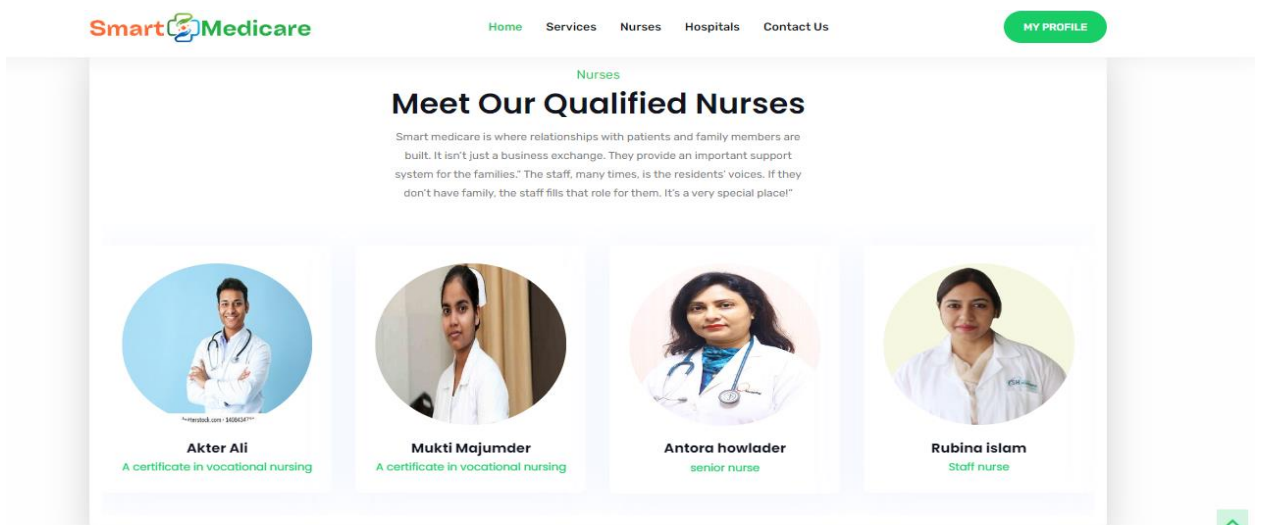 Smart Medicare
Home Services Nurses Hospitals Contact Us
MY PROFILE
Nurses
Meet Our Qualified Nurses
Smart medicare is where relationships with patients and family members are
built. It isn't just a business exchange. They provide an important support
system for the families." The staff, many times, is the residents' voices. If they
don't have family, the staff fills that role for them. It's a very special place!"
Akter Ali
A certificate in vocational nursing
Mukti Majumder
A certificate in vocational nursing
Antora howlader
senior nurse
Rubina islam
Staff nurse